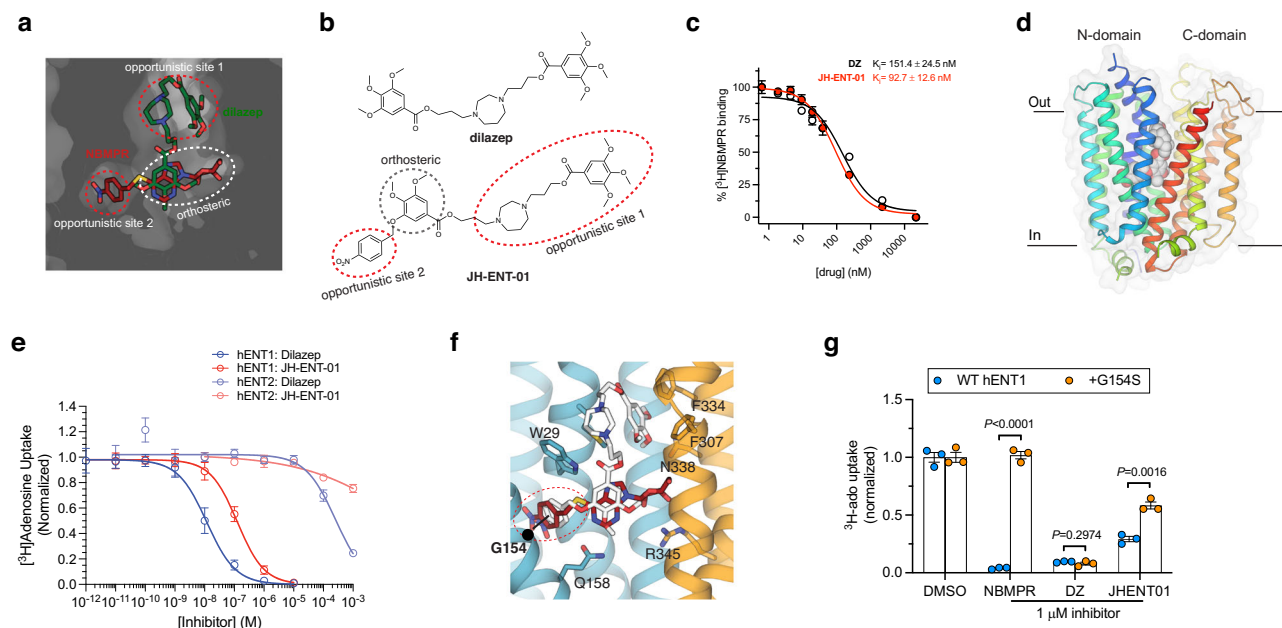 a
opportunistic site 1
dilazep
NBMPR
orthosteric
opportunistic site 2
b
dilazep
orthosteric
O₂N
opportunistic site 2
JH-ENT-01
opportunistic site 1
c
DZ Kᵢ= 151.4 ± 24.5 nM
JH-ENT-01 Kᵢ= 92.7 ± 12.6 nM
% [³H]NBMPR binding
100
75
50
25
0
1 10 100 1000 10000
[drug] (nM)
d
N-domain C-domain
Out
In
e
hENT1: Dilazep
hENT1: JH-ENT-01
hENT2: Dilazep
hENT2: JH-ENT-01
[³H]Adenosine Uptake
(Normalized)
1.4
1.2
1.0
0.8
0.6
0.4
0.2
0.0
10⁻¹² 10⁻¹¹ 10⁻¹⁰ 10⁻⁹ 10⁻⁸ 10⁻⁷ 10⁻⁶ 10⁻⁵ 10⁻⁴ 10⁻³
[Inhibitor] (M)
f
W29
F334
F307
N338
G154
R345
Q158
g
WT hENT1 +G154S
³H-ado uptake
(normalized)
1.5
1.0
0.5
0.0
P<0.0001
P=0.2974
P=0.0016
DMSO NBMPR DZ JHENT01
1 μM inhibitor